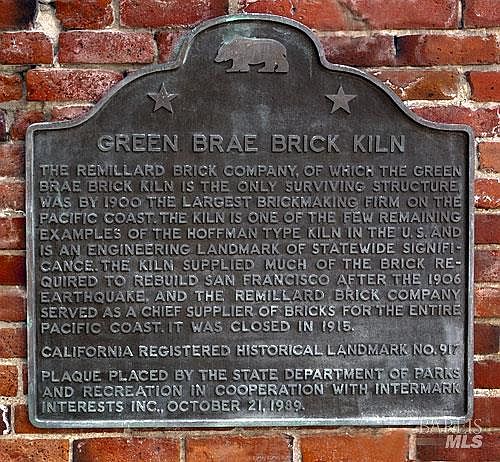 GREEN BRAE BRICK KILN
THE REMILLARD BRICK COMPANY, OF WHICH THE GREEN
BRAE BRICK KILN IS THE ONLY SURVIVING STRUCTURE,
WAS BY 1900 THE LARGEST BRICKMAKING FIRM ON THE
PACIFIC COAST. THE KILN IS ONE OF THE FEW REMAINING
EXAMPLES OF THE HOFFMAN TYPE KILN IN THE U.S. AND
IS AN ENGINEERING LANDMARK OF STATEWIDE SIGNIFI-
CANCE. THE KILN SUPPLIED MUCH OF THE BRICK RE-
QUIRED TO REBUILD SAN FRANCISCO AFTER THE 1906
EARTHQUAKE, AND THE REMILLARD BRICK COMPANY
SERVED AS A CHIEF SUPPLIER OF BRICKS FOR THE ENTIRE
PACIFIC COAST. IT WAS CLOSED IN 1915.
CALIFORNIA REGISTERED HISTORICAL LANDMARK NO. 917
PLAQUE PLACED BY THE STATE DEPARTMENT OF PARKS
AND RECREATION IN COOPERATION WITH INTERMARK
INTERESTS INC., OCTOBER 21, 1989.
BAREIS
MLS